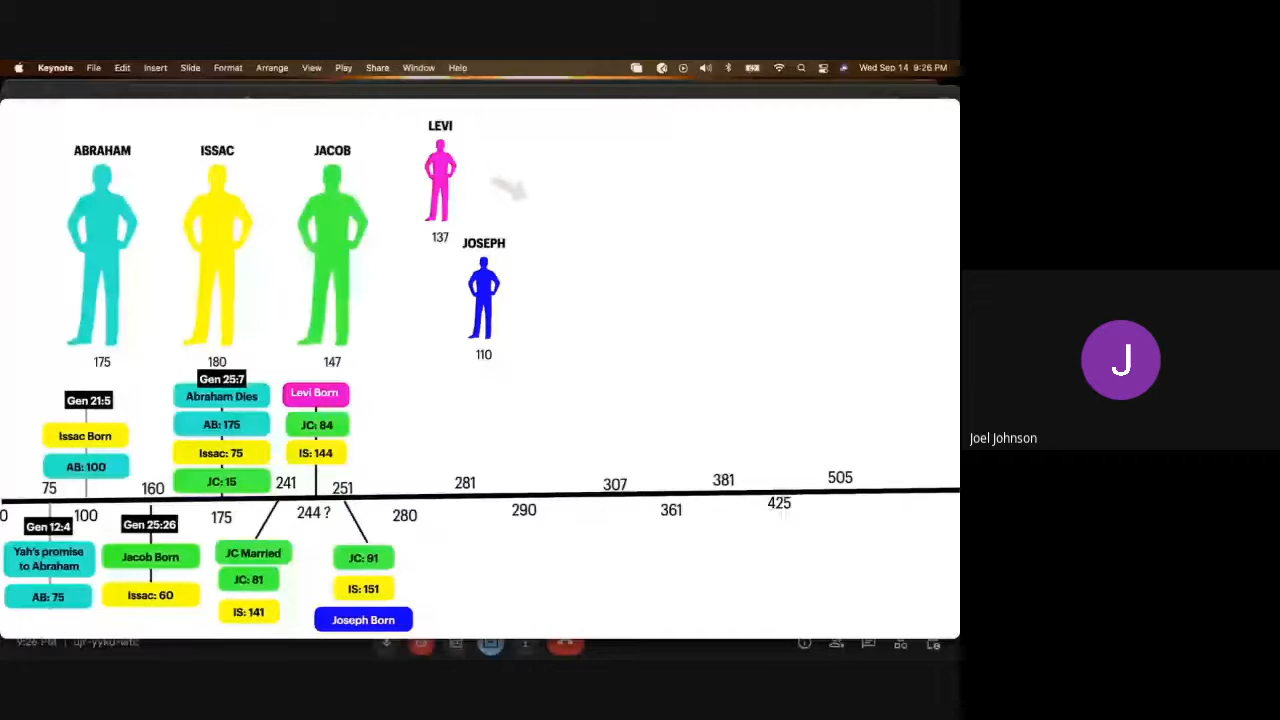 Keynote File Edit Insert Slide Format Arrange View Play Share Window Help Wed Sep 14 9:26 PM
LEVI
ABRAHAM ISSAC JACOB
137
JOSEPH
175 180 147 110
Gen 21:5
Issac Born
AB: 100
Gen 25:7
Abraham Dies
AB: 175
Issac: 75
JC: 15
Levi Born
JC: 84
IS: 144
75 160 241 251 281 307 381 505
0 100 175 244 ? 280 290 361 425
Gen 12:4
Yah's promise
to Abraham
AB: 75
Gen 25:26
Jacob Born
Issac: 60
JC Married
JC: 81
IS: 141
JC: 91
IS: 151
Joseph Born
J
Joel Johnson
9:26 PM